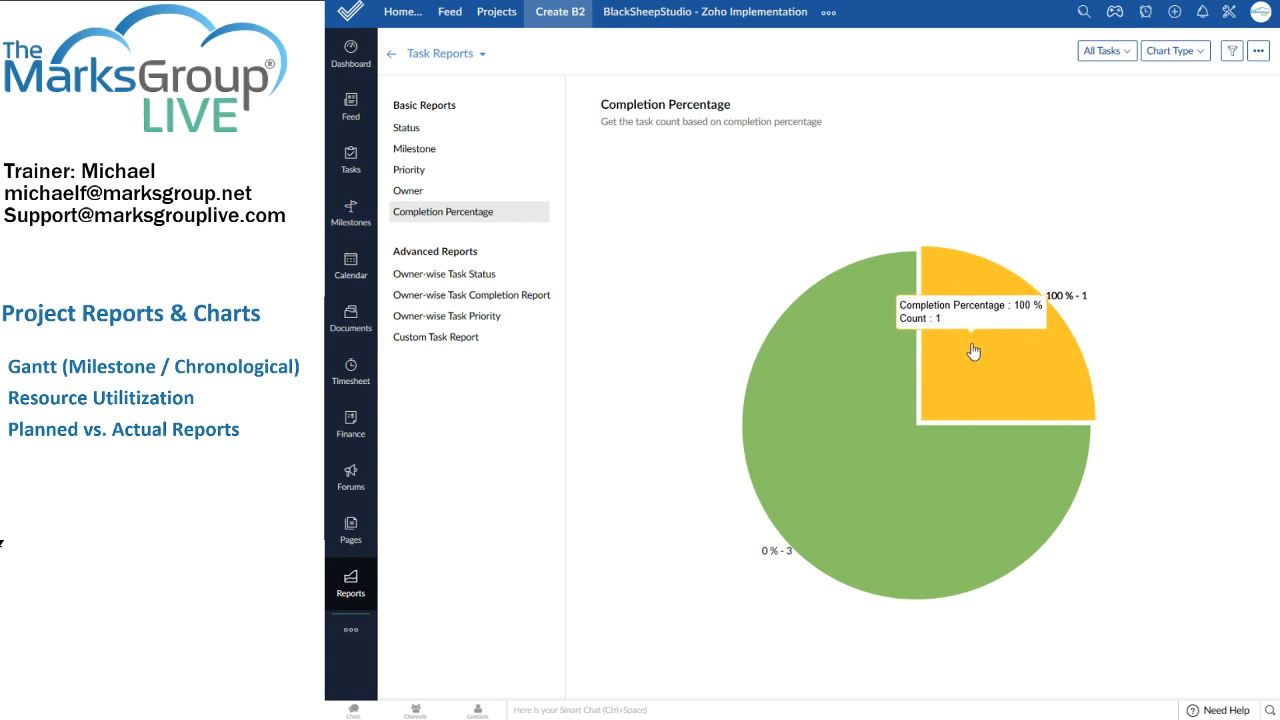 The
MarksGroup®
LIVE
Trainer: Michael
michaelf@marksgroup.net
Support@marksgrouplive.com
Project Reports & Charts
Gantt (Milestone / Chronological)
Resource Utilitization
Planned vs. Actual Reports
Home...
Feed
Projects
Create B2
BlackSheepStudio - Zoho Implementation
Dashboard
Feed
Tasks
Milestones
Calendar
Documents
Timesheet
Finance
Forums
Pages
Reports
Task Reports
All Tasks
Chart Type
Basic Reports
Status
Milestone
Priority
Owner
Completion Percentage
Advanced Reports
Owner-wise Task Status
Owner-wise Task Completion Report
Owner-wise Task Priority
Custom Task Report
Completion Percentage
Get the task count based on completion percentage
100 % - 1
Completion Percentage : 100 %
Count : 1
0 % - 3
Chats
Channels
Contacts
Here is your Smart Chat (Ctrl+Space)
Need Help